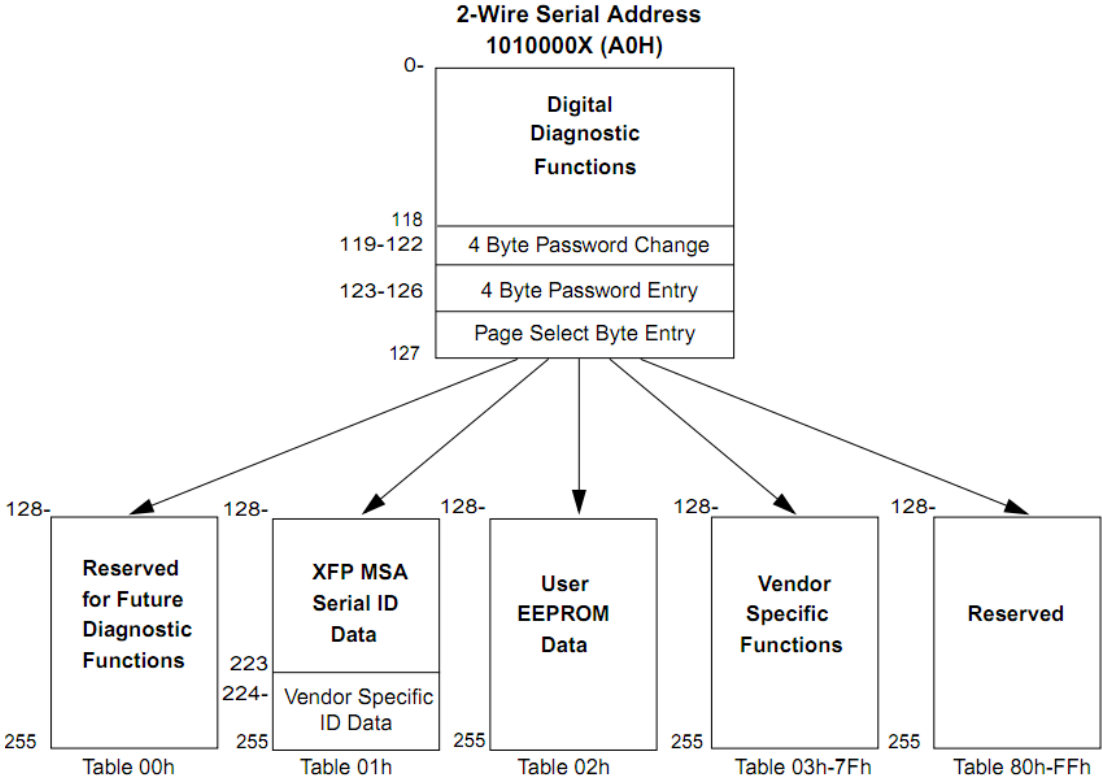 2-Wire Serial Address
1010000X (A0H)
0-
Digital
Diagnostic
Functions
118
119-122
4 Byte Password Change
123-126
4 Byte Password Entry
Page Select Byte Entry
127
128-
128-
128-
128-
128-
Reserved
for Future
Diagnostic
Functions
255
Table 00h
XFP MSA
Serial ID
Data
223
224-
Vendor Specific
ID Data
255
Table 01h
User
EEPROM
Data
255
Table 02h
Vendor
Specific
Functions
255
Table 03h-7Fh
Reserved
255
Table 80h-FFh